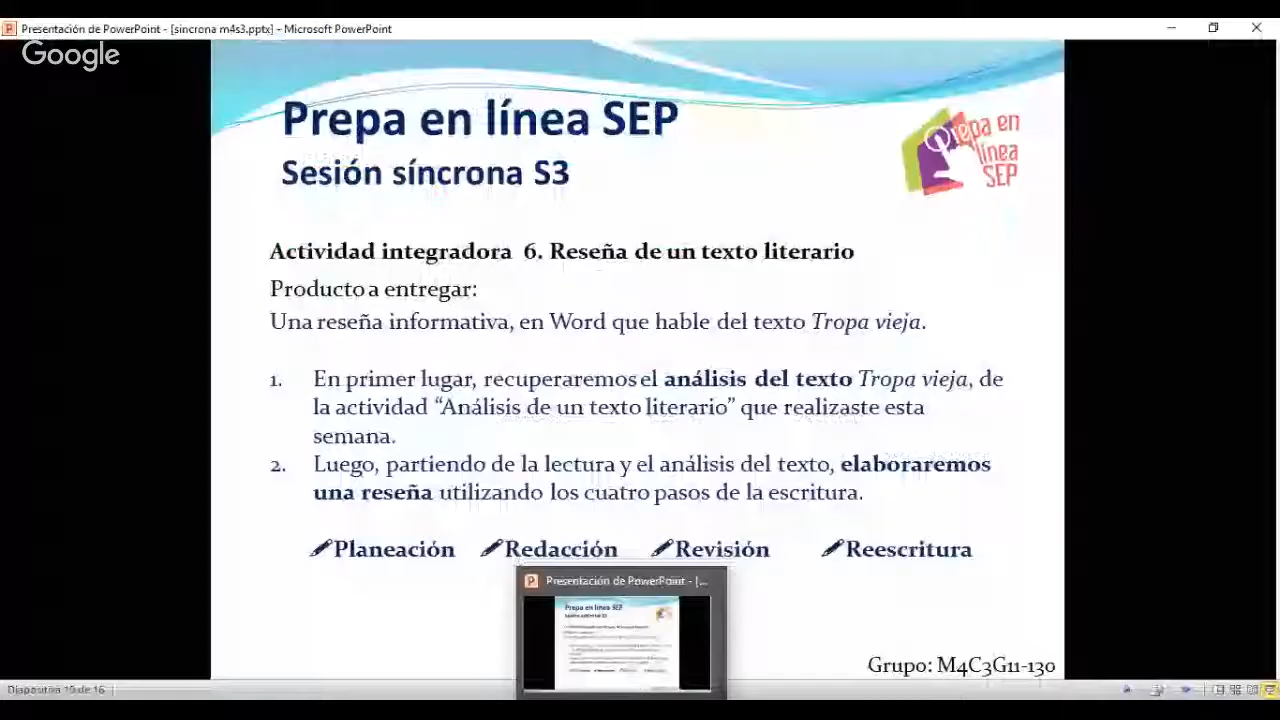 Presentación de PowerPoint - [sincrona m4s3.pptx] - Microsoft PowerPoint
Google
Prepa en línea SEP
Sesión síncrona S3
Prepa en
línea
SEP
Actividad integradora 6. Reseña de un texto literario
Producto a entregar:
Una reseña informativa, en Word que hable del texto Tropa vieja.
1. En primer lugar, recuperaremos el análisis del texto Tropa vieja, de
la actividad “Análisis de un texto literario” que realizaste esta
semana.
2. Luego, partiendo de la lectura y el análisis del texto, elaboraremos
una reseña utilizando los cuatro pasos de la escritura.
Planeación Redacción Revisión Reescritura
Presentación de PowerPoint - [...
Prepa en línea SEP
Sesión síncrona S3
Grupo: M4C3G11-130
Diapositiva 10 de 16